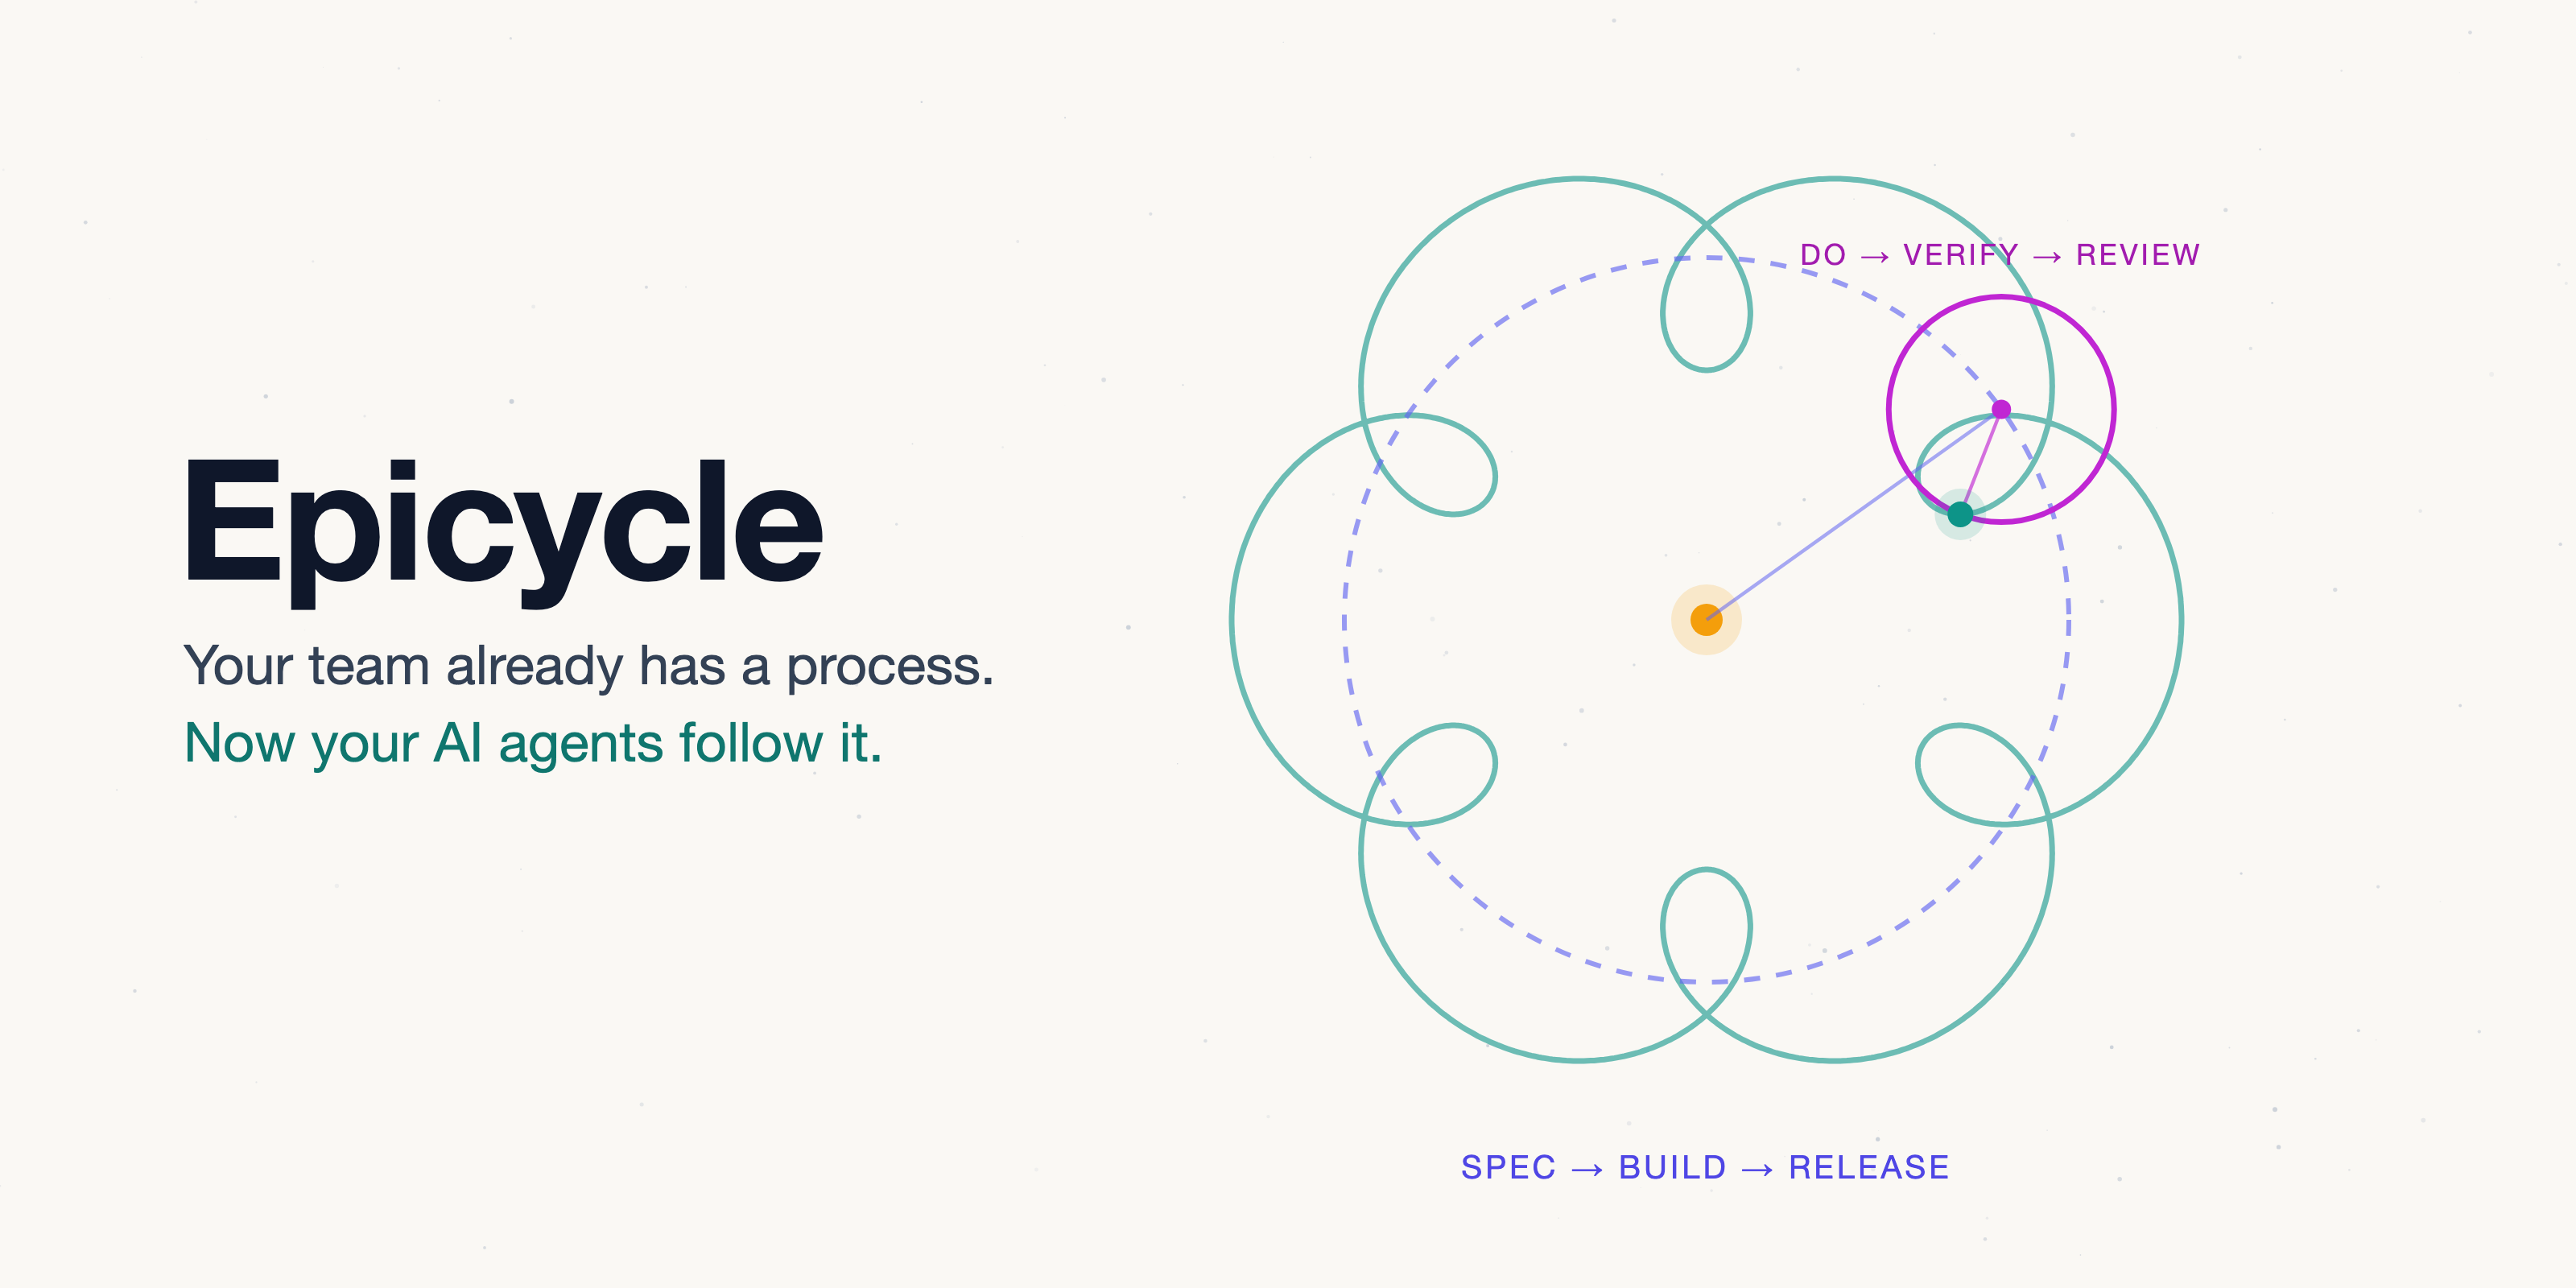 Epicycle
Your team already has a process.
Now your AI agents follow it.
DO → VERIFY → REVIEW
SPEC → BUILD → RELEASE